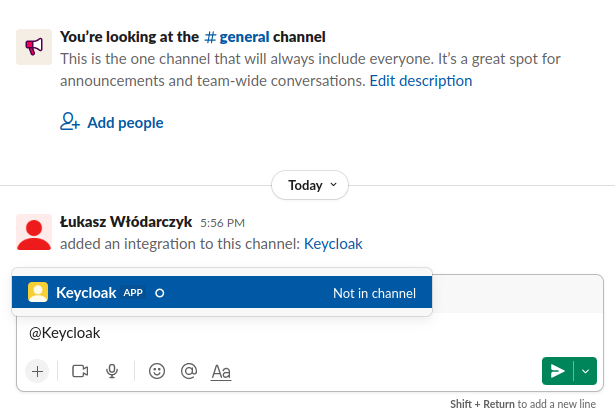 You're looking at the # general channel
This is the one channel that will always include everyone. It's a great spot for
announcements and team-wide conversations. Edit description
Add people
Today
Łukasz Włódarczyk 5:56 PM
added an integration to this channel: Keycloak
Keycloak APP Not in channel
@Keycloak
Aa
Shift + Return to add a new line